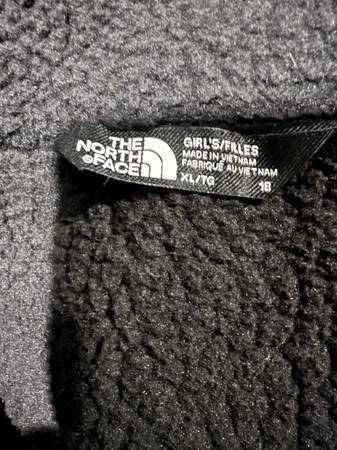 THE
NORTH
FACE
GIRL'S/FILLES
MADE IN VIETNAM
FABRIQUÉ AU VIETNAM
XL/TG 18